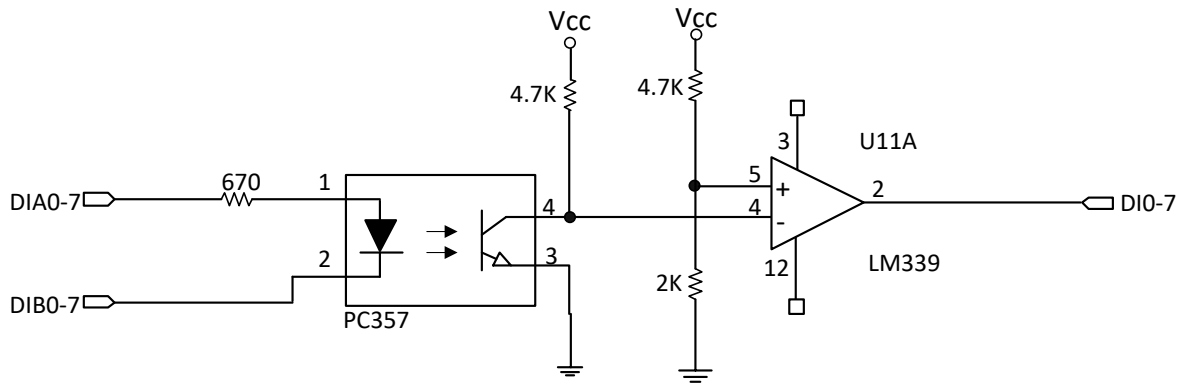 Vcc
Vcc
4.7K
4.7K
3
U11A
670
1
5
+
2
DIA0-7
4
4
-
DI0-7
2
3
12
LM339
2K
DIB0-7
PC357